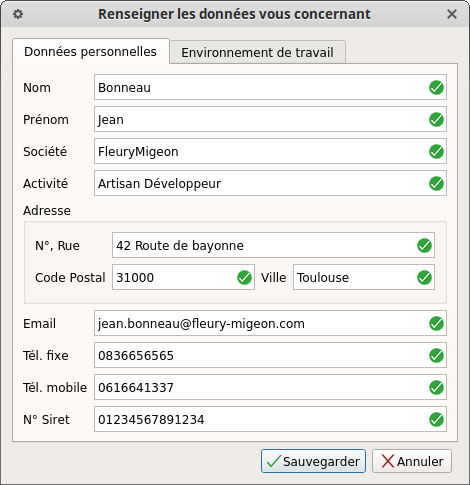 Renseigner les données vous concernant
Données personnelles Environnement de travail
Nom Bonneau
Prénom Jean
Société FleuryMigeon
Activité Artisan Développeur
Adresse
N°, Rue 42 Route de bayonne
Code Postal 31000 Ville Toulouse
Email jean.bonneau@fleury-migeon.com
Tél. fixe 0836656565
Tél. mobile 0616641337
N° Siret 01234567891234
Sauvegarder Annuler